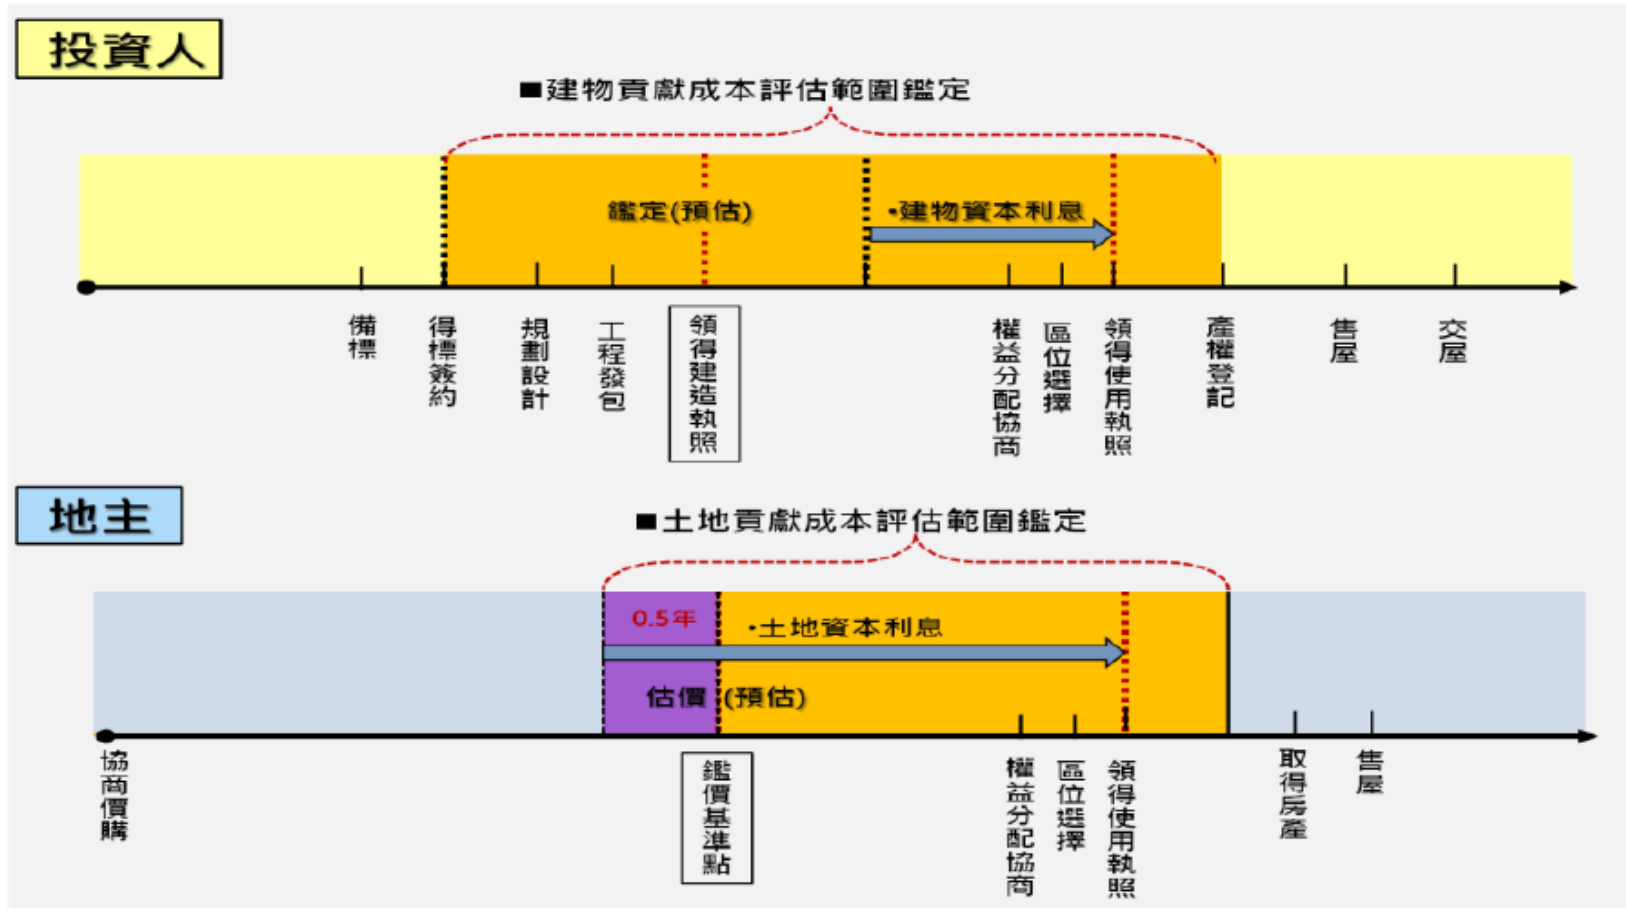 投資人
■建物貢獻成本評估範圍鑑定
鑑定(預估)
•建物資本利息
備標
得標簽約
規劃設計
工程發包
領得建造執照
權益分配協商
區位選擇
領得使用執照
產權登記
售屋
交屋
地主
■土地貢獻成本評估範圍鑑定
0.5年
•土地資本利息
估價 (預估)
協商價購
鑑價基準點
權益分配協商
區位選擇
領得使用執照
取得房產
售屋